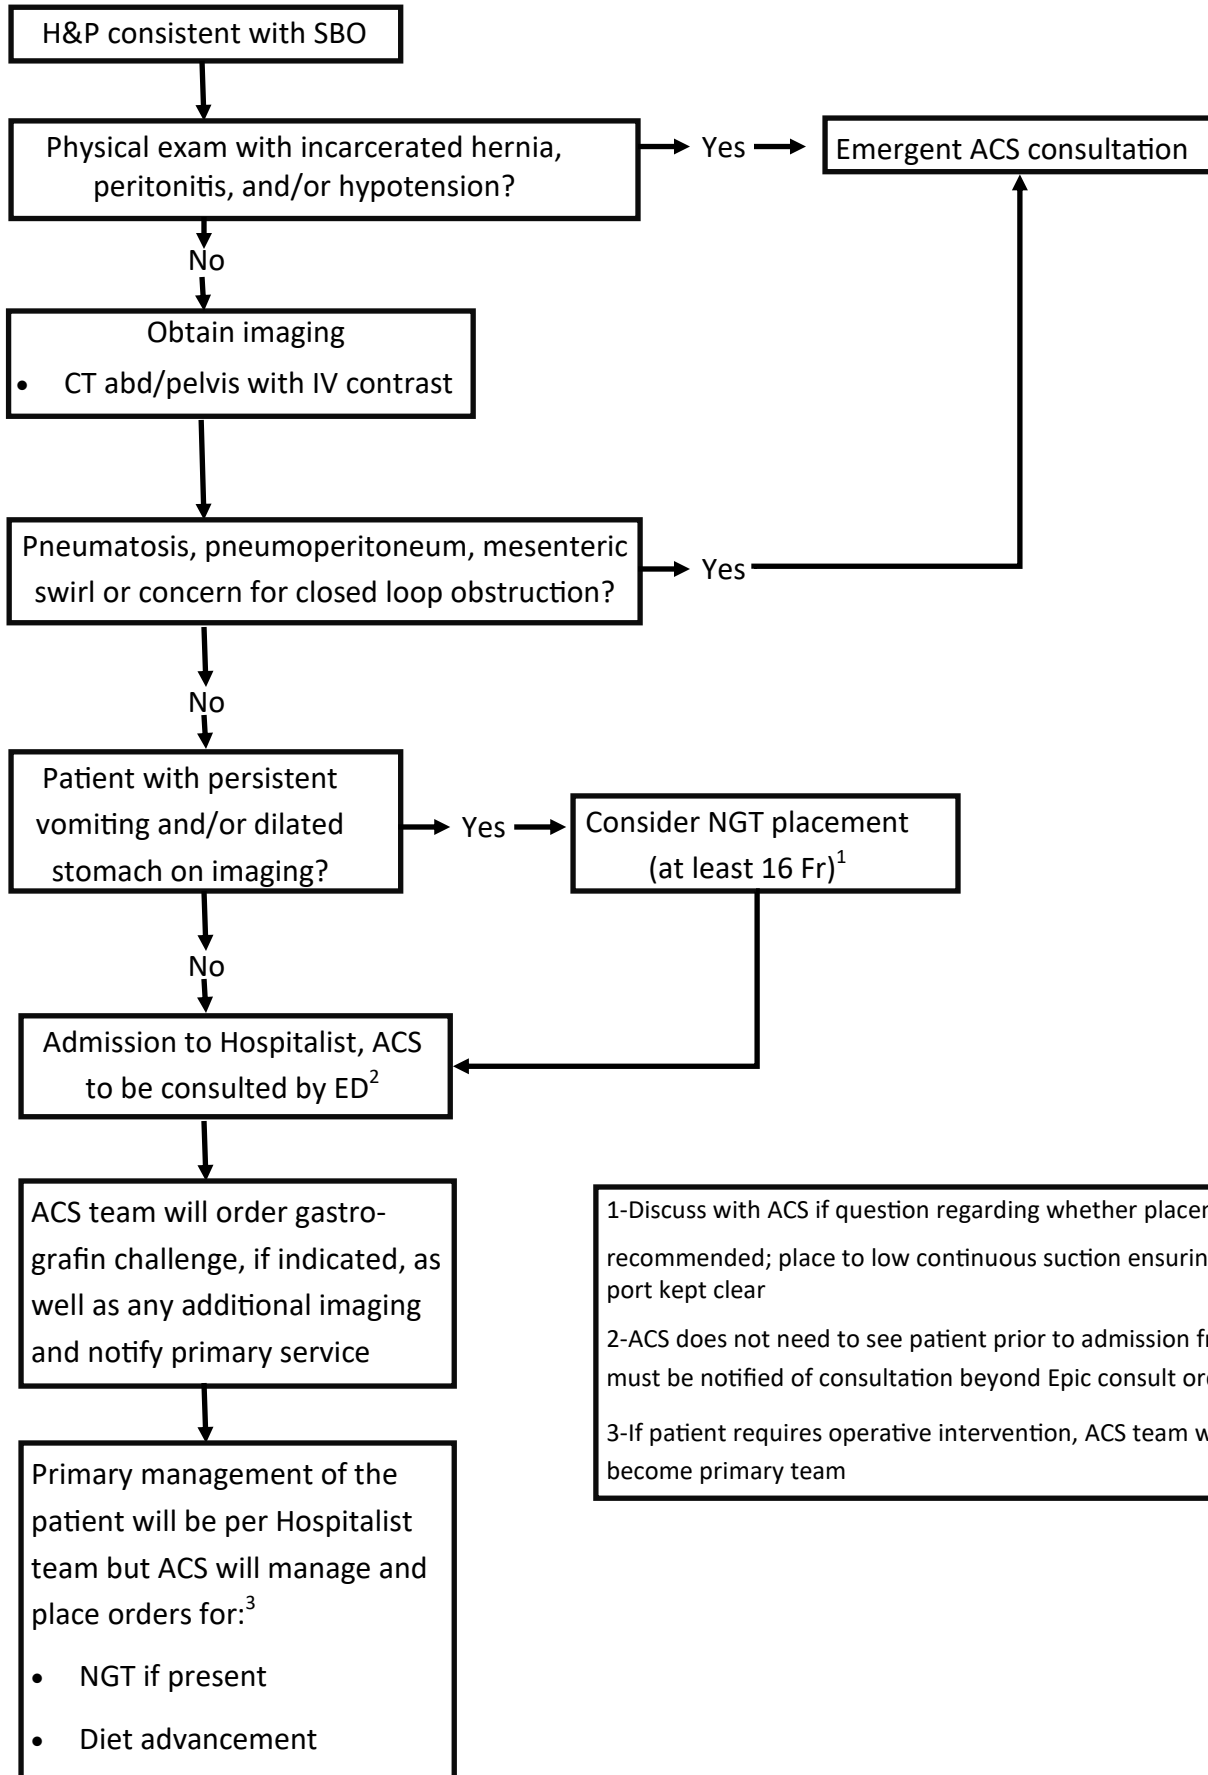 H&P consistent with SBO
Physical exam with incarcerated hernia,
peritonitis, and/or hypotension?
Yes
Emergent ACS consultation
No
Obtain imaging
• CT abd/pelvis with IV contrast
Pneumatosis, pneumoperitoneum, mesenteric
swirl or concern for closed loop obstruction?
Yes
No
Patient with persistent
vomiting and/or dilated
stomach on imaging?
Yes
Consider NGT placement
(at least 16 Fr)1
No
Admission to Hospitalist, ACS
to be consulted by ED2
ACS team will order gastro-
grafin challenge, if indicated, as
well as any additional imaging
and notify primary service
Primary management of the
patient will be per Hospitalist
team but ACS will manage and
place orders for:3
• NGT if present
• Diet advancement
1-Discuss with ACS if question regarding whether
recommended; place to low continuous suction
port kept clear
2-ACS does not need to see patient prior to admission
must be notified of consultation beyond Epic consult
3-If patient requires operative intervention, ACS team
become primary team